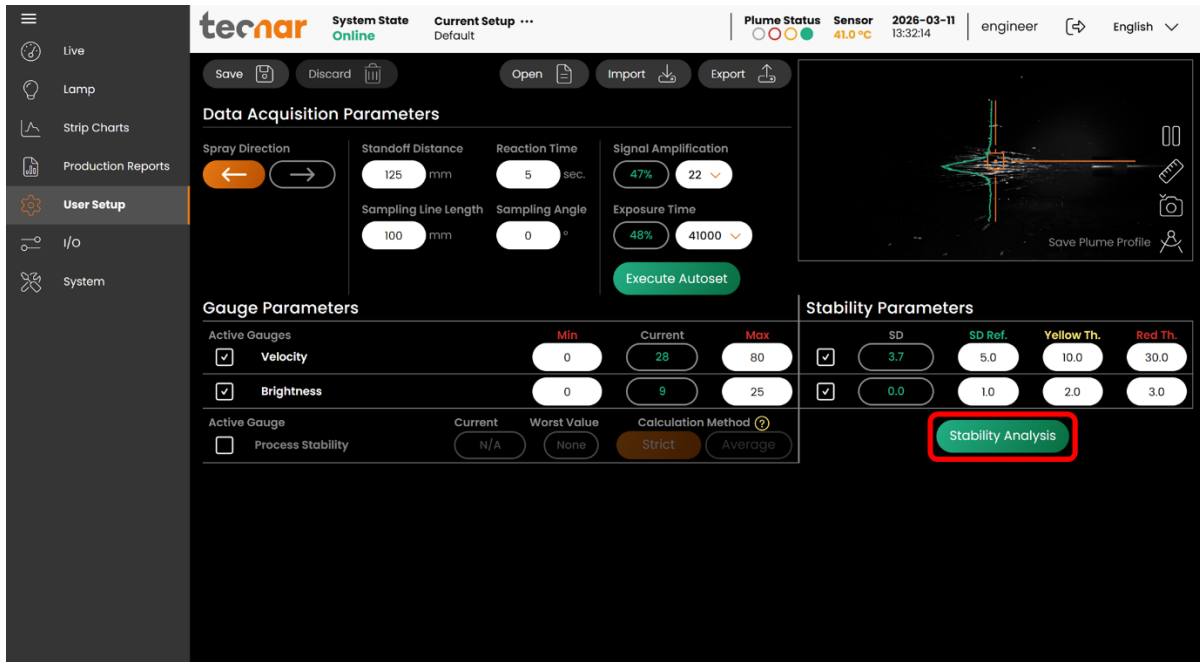 tecnar
System State
Online
Current Setup ···
Default
Plume Status
Sensor
41.0 °C
2026-03-11
13:32:14
engineer
English
Live
Lamp
Strip Charts
Production Reports
User Setup
I/O
System
Save
Discard
Open
Import
Export
Data Acquisition Parameters
Spray Direction
Standoff Distance
125 mm
Reaction Time
5 sec.
Signal Amplification
47% 22
Sampling Line Length
100 mm
Sampling Angle
0 °
Exposure Time
48% 41000
Execute Autoset
Save Plume Profile
Gauge Parameters
Active Gauges Min Current Max
Velocity 0 28 80
Brightness 0 9 25
Active Gauge Current Worst Value Calculation Method ?
Process Stability N/A None Strict Average
Stability Parameters
SD SD Ref. Yellow Th. Red Th.
3.7 5.0 10.0 30.0
0.0 1.0 2.0 3.0
Stability Analysis